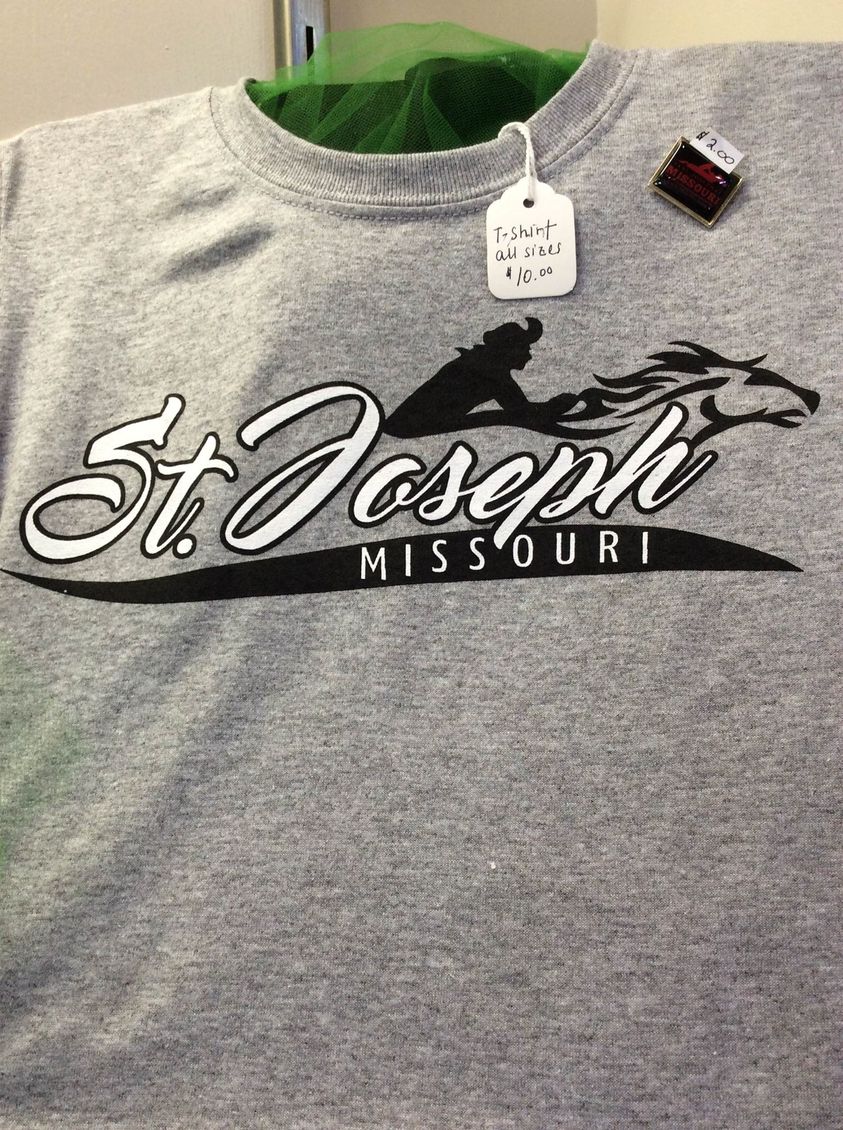 $2.00
MISSOURI
T-shirt
all sizes
$10.00
St. Joseph
MISSOURI